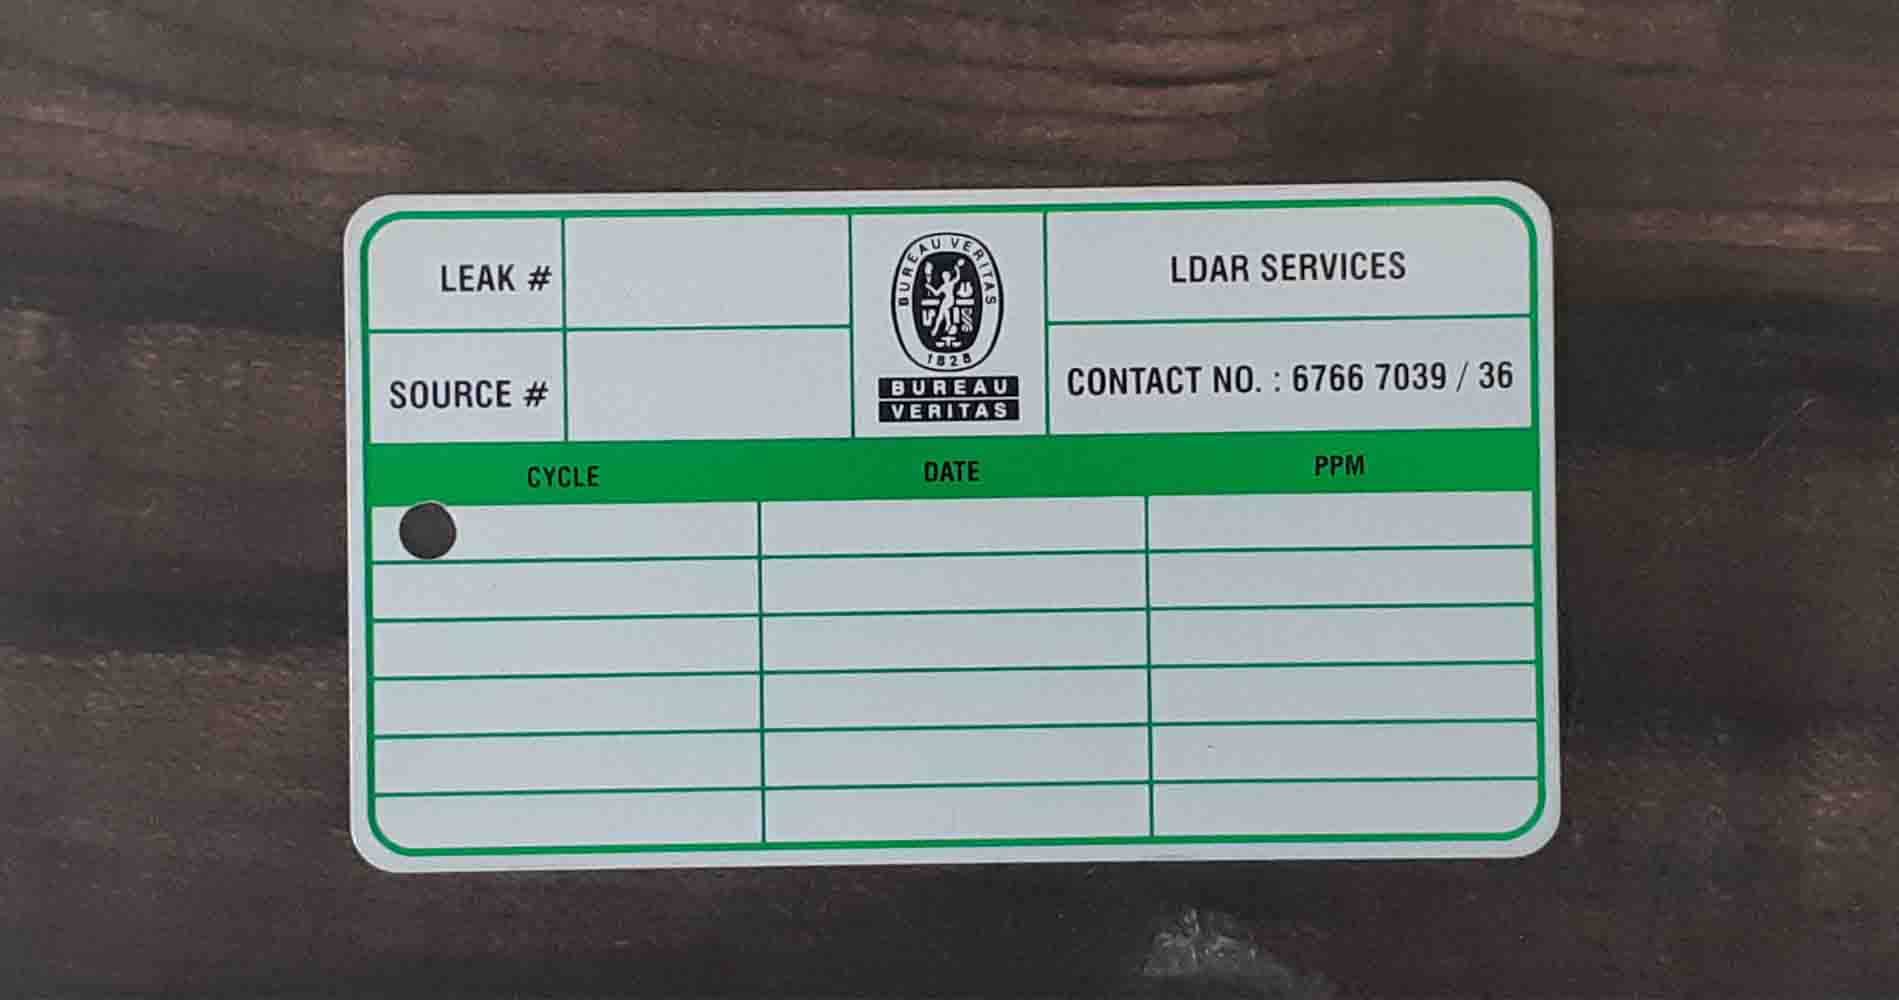 LEAK #
SOURCE #
BUREAU VERITAS
1828
BUREAU
VERITAS
LDAR SERVICES
CONTACT NO. : 6766 7039 / 36
CYCLE DATE PPM